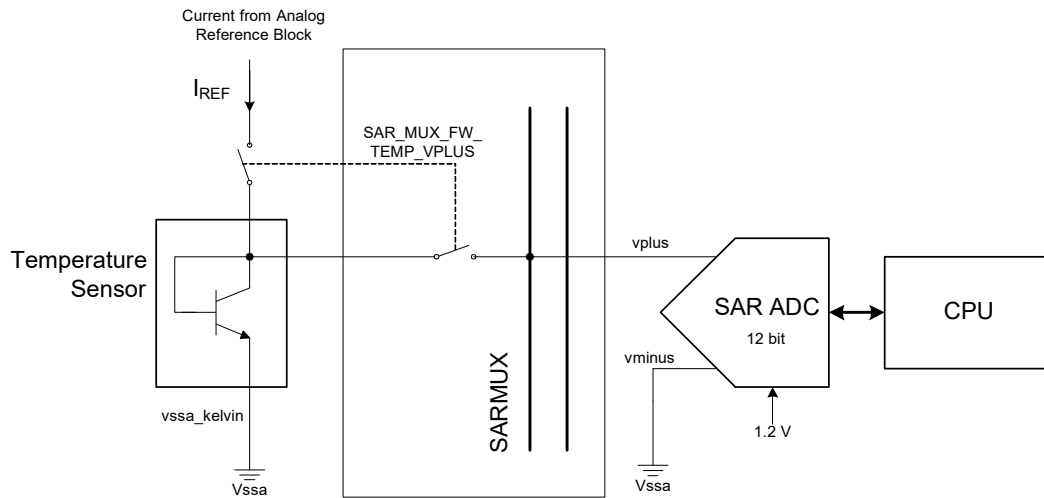 Current from Analog
Reference Block
IREF
SAR_MUX_FW_
TEMP_VPLUS
Temperature
Sensor
vplus
SAR ADC
12 bit
CPU
vminus
SARMUX
vssa_kelvin
1.2 V
Vssa
Vssa